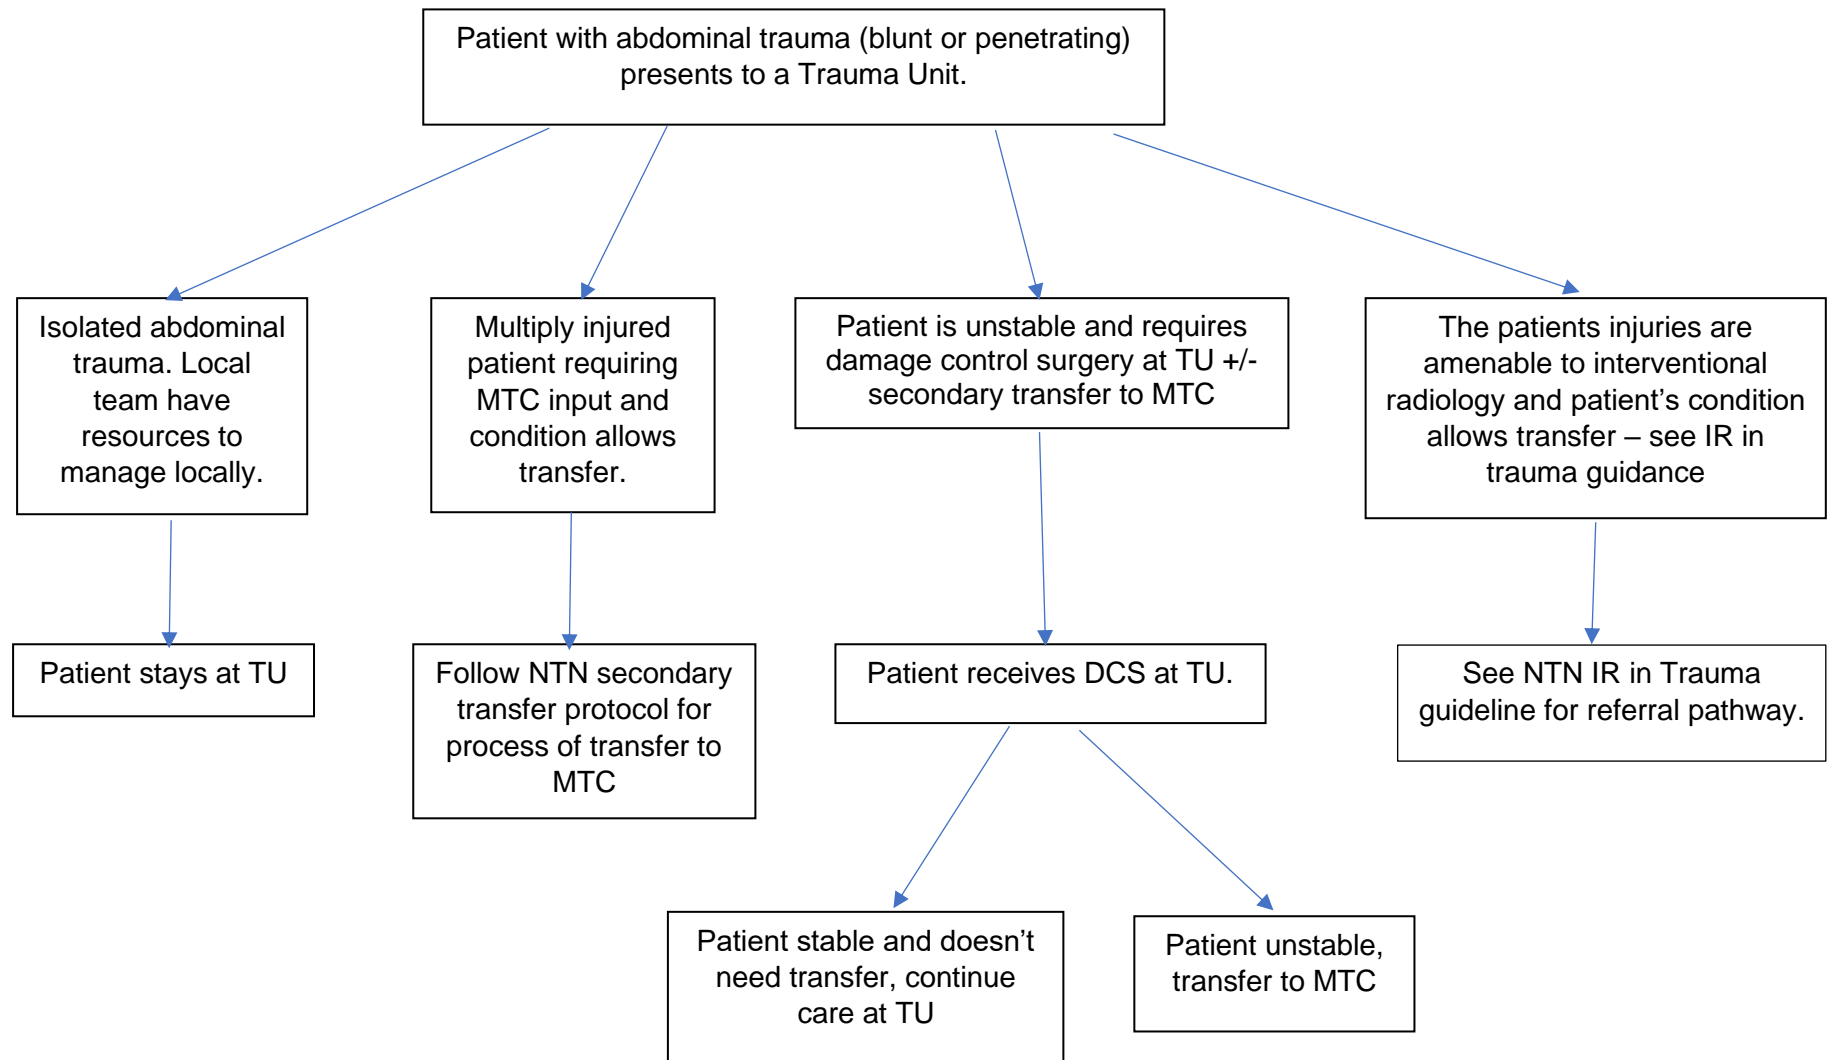 Patient with abdominal trauma (blunt or penetrating)
presents to a Trauma Unit.
Isolated abdominal
trauma. Local
team have
resources to
manage locally.
Multiply injured
patient requiring
MTC input and
condition allows
transfer.
Patient is unstable and requires
damage control surgery at TU +/-
secondary transfer to MTC
The patients injuries are
amenable to interventional
radiology and patient’s condition
allows transfer – see IR in
trauma guidance
Patient stays at TU
Follow NTN secondary
transfer protocol for
process of transfer to
MTC
Patient receives DCS at TU.
See NTN IR in Trauma
guideline for referral pathway.
Patient stable and doesn’t
need transfer, continue
care at TU
Patient unstable,
transfer to MTC